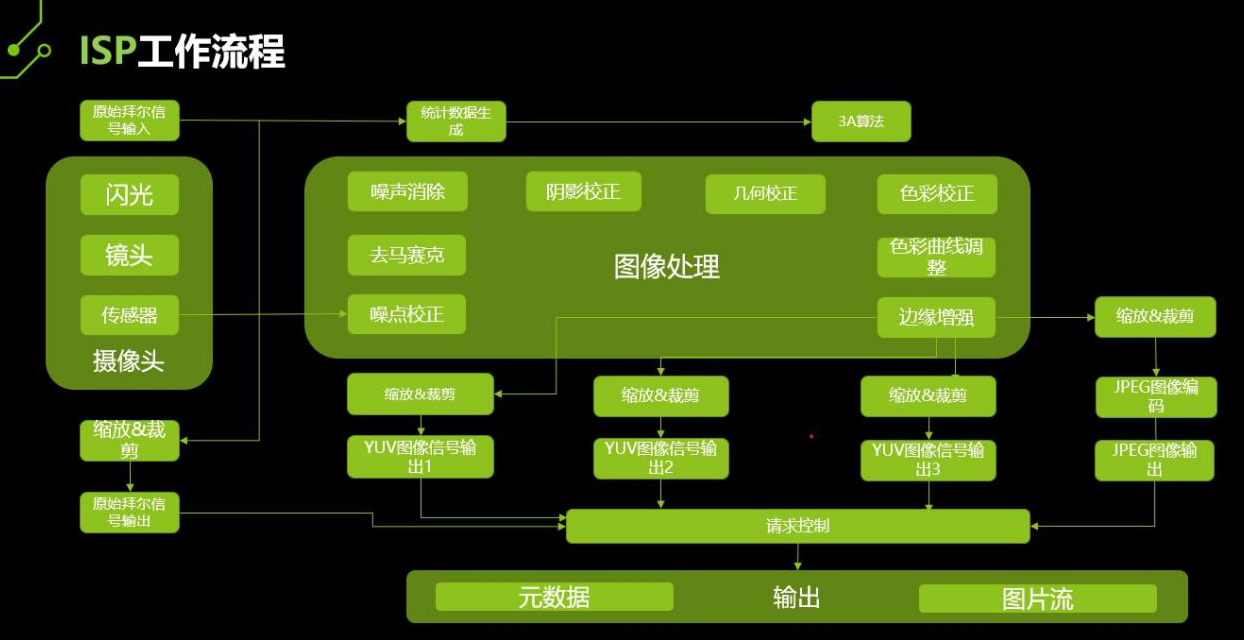 ISP工作流程
原始拜尔信
号输入
统计数据生
成
3A算法
闪光
镜头
传感器
摄像头
噪声消除
阴影校正
几何校正
色彩校正
去马赛克
图像处理
色彩曲线调
整
噪点校正
边缘增强
缩放&裁剪
缩放&裁剪
缩放&裁剪
缩放&裁剪
JPEG图像编
码
缩放&裁
剪
YUV图像信号输
出1
YUV图像信号输
出2
YUV图像信号输
出3
JPEG图像输
出
原始拜尔信
号输出
请求控制
元数据
输出
图片流